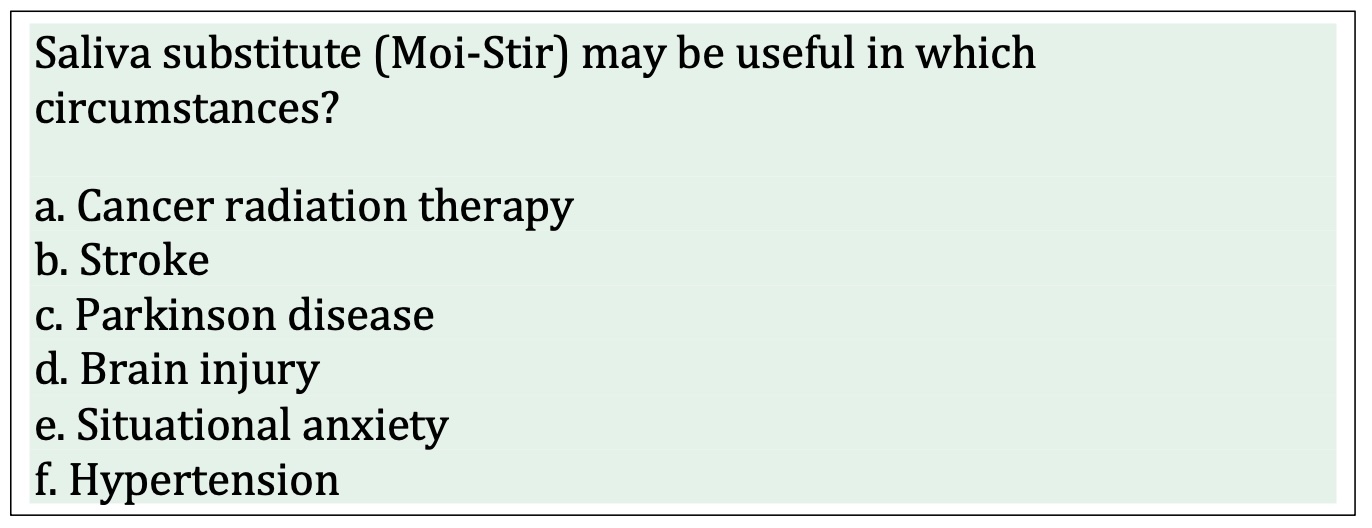 Saliva substitute (Moi-Stir) may be useful in which
circumstances?
a. Cancer radiation therapy
b. Stroke
c. Parkinson disease
d. Brain injury
e. Situational anxiety
f. Hypertension